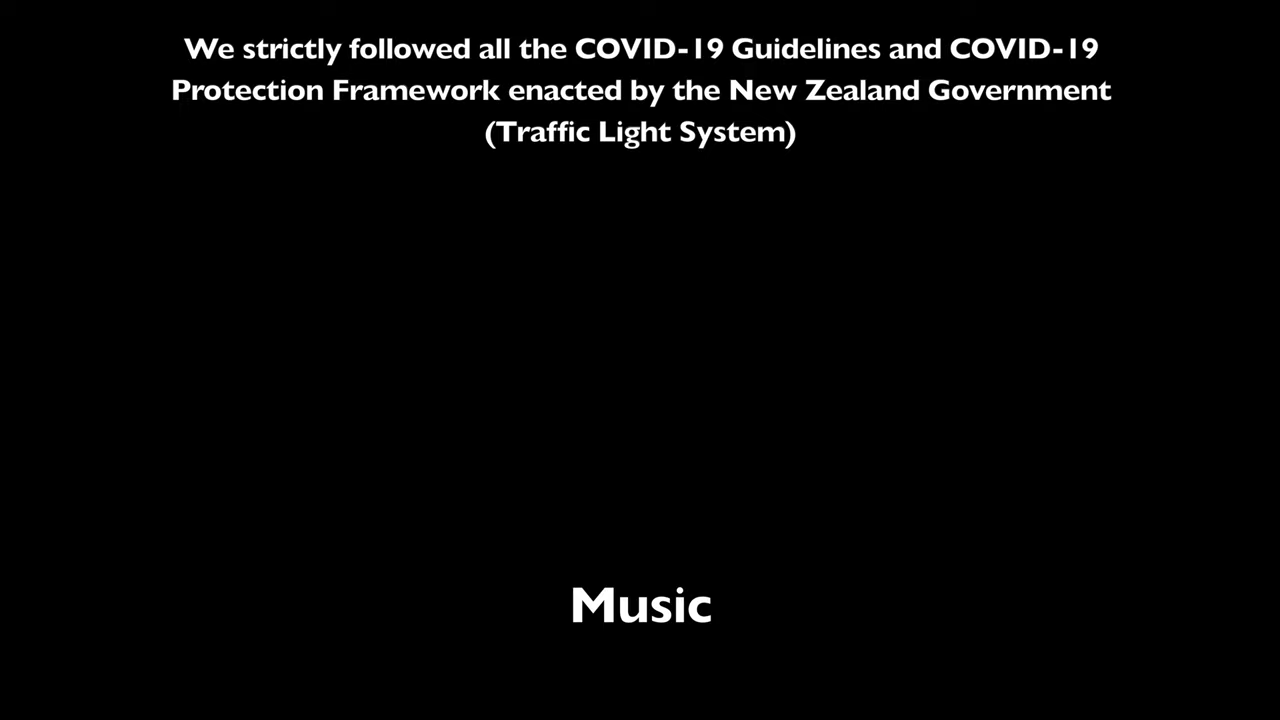 We strictly followed all the COVID-19 Guidelines and COVID-19
Protection Framework enacted by the New Zealand Government
(Traffic Light System)
Music